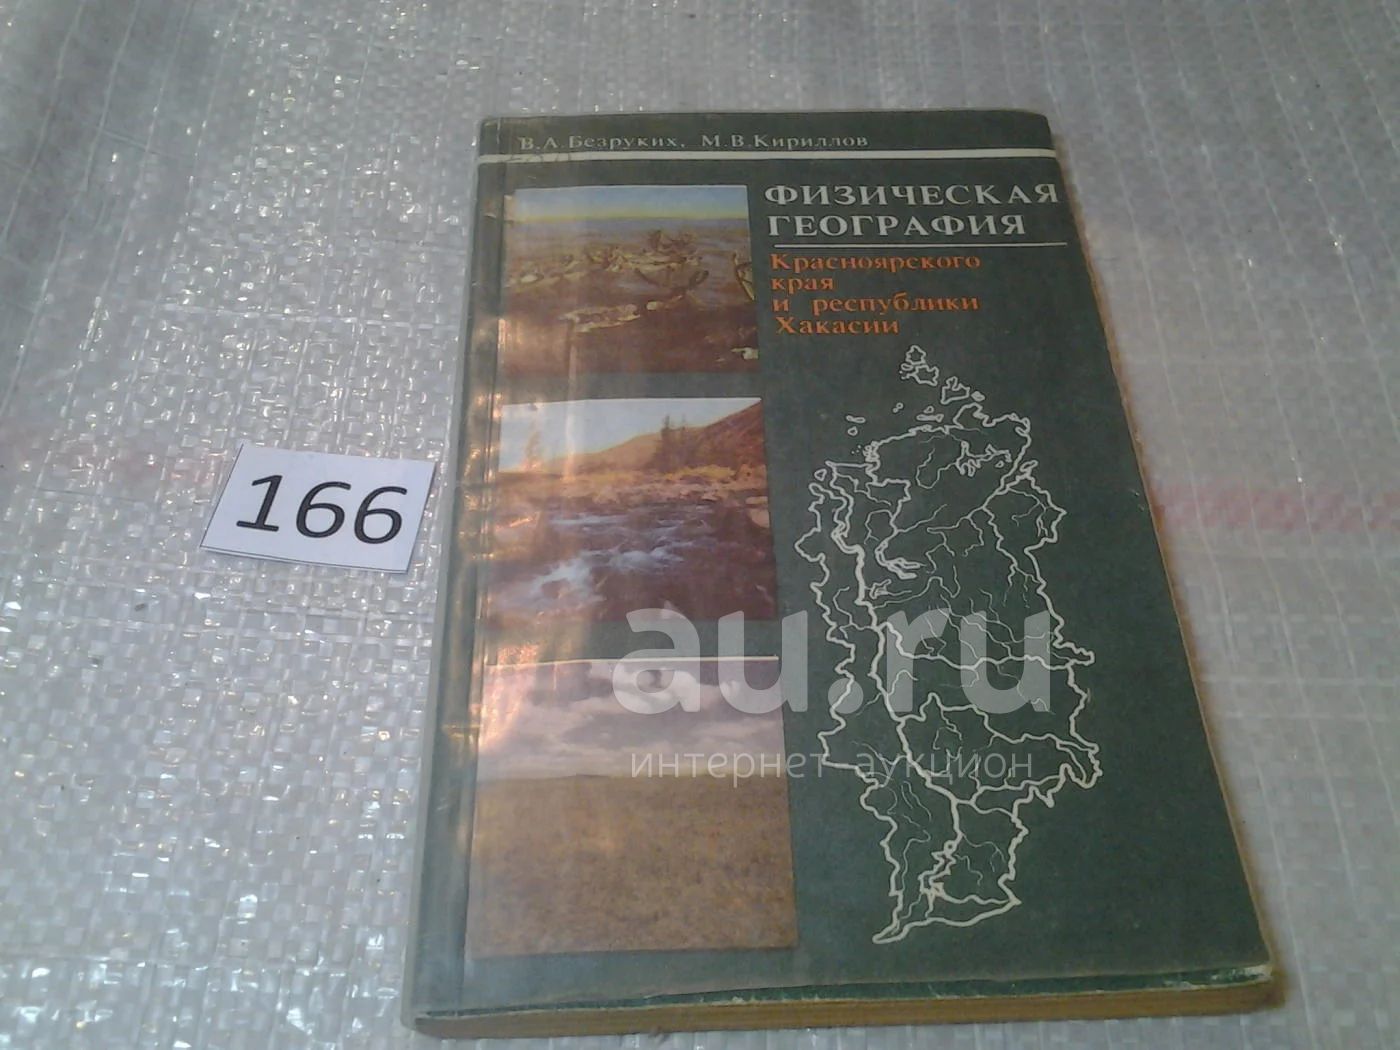 В.А.Безруких, М.В.Кириллов
ФИЗИЧЕСКАЯ
ГЕОГРАФИЯ
Красноярского
края
и республики
Хакасии
166
au.ru
интернет аукцион